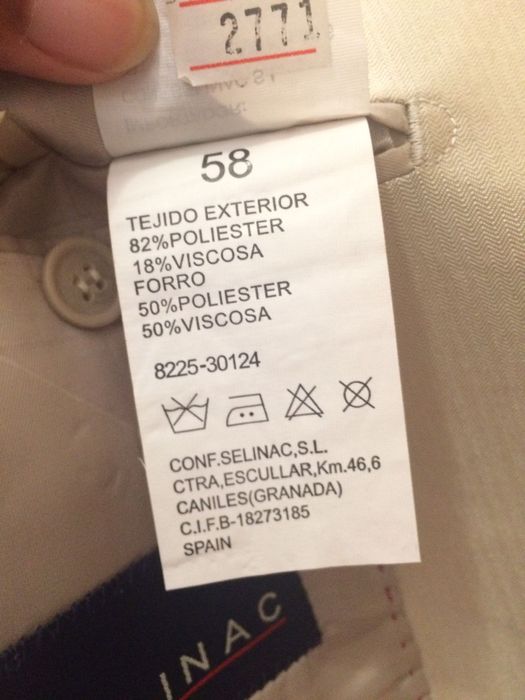 2771
58
TEJIDO EXTERIOR
82%POLIESTER
18%VISCOSA
FORRO
50%POLIESTER
50%VISCOSA
8225-30124
CONF.SELINAC,S.L.
CTRA,ESCULLAR,Km.46,6
CANILES(GRANADA)
C.I.F.B-18273185
SPAIN
INAC